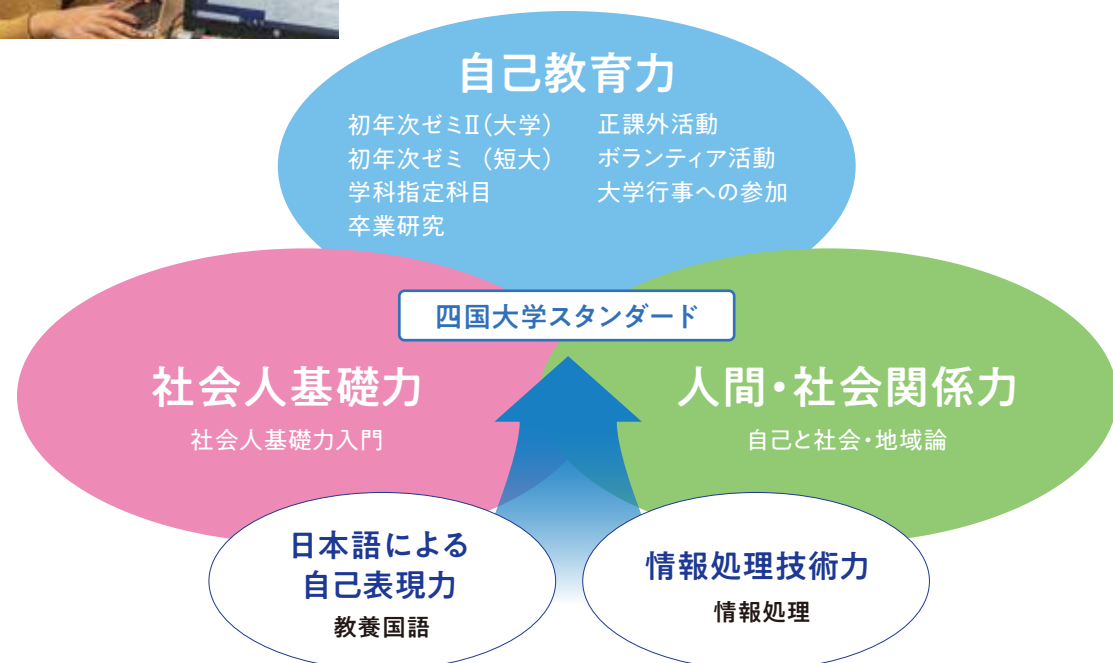 自己教育力
初年次ゼミⅡ(大学)
初年次ゼミ (短大)
学科指定科目
卒業研究
正課外活動
ボランティア活動
大学行事への参加
四国大学スタンダード
社会人基礎力
社会人基礎力入門
人間・社会関係力
自己と社会・地域論
日本語による
自己表現力
教養国語
情報処理技術力
情報処理